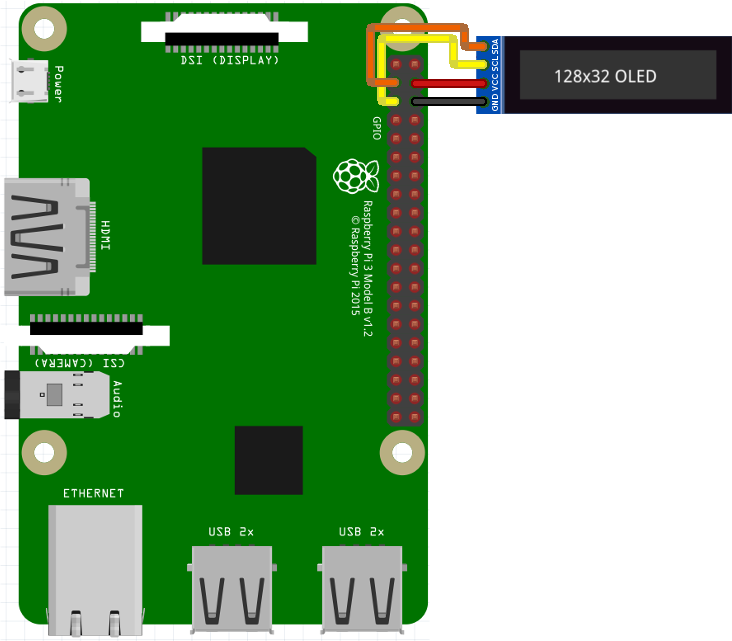 DSI (DISPLAY)
Power
SDA
SCL
VCC
GND
128x32 OLED
GPIO
HDMI
Raspberry Pi 3 Model B v1.2
© Raspberry Pi 2015
CSI (CAMERA)
Audio
ETHERNET
USB 2x
USB 2x